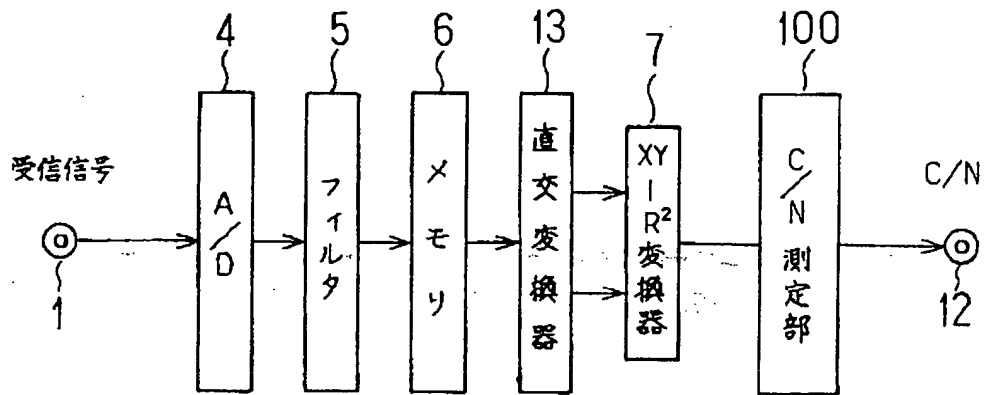 4
5
6
13
7
100
受信信号
1
A/D
フィルタ
メモリ
直交変換器
XY-R²変換器
C/N測定部
C/N
12